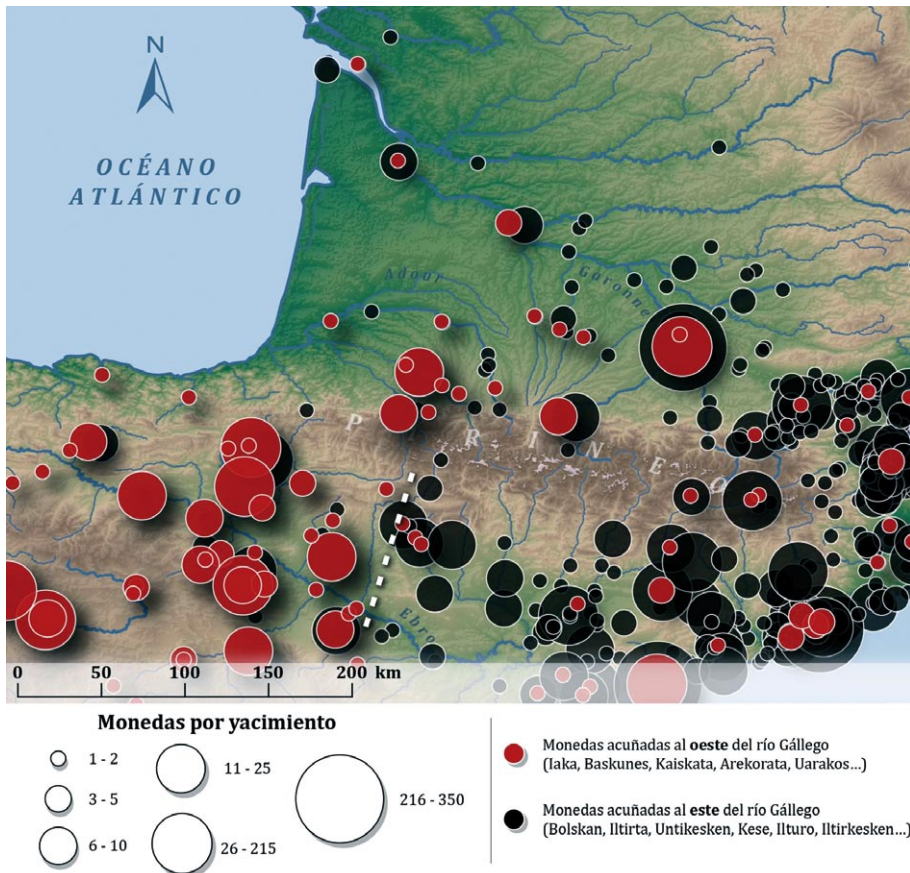 N
OCÉANO
ATLÁNTICO
Adour
Garonne
PIRINEO
Ebro
0 50 100 150 200 km
Monedas por yacimiento
1 - 2
3 - 5
6 - 10
11 - 25
26 - 215
216 - 350
Monedas acuñadas al oeste del río Gállego
(Iaka, Baskunes, Kaiskata, Arekorata, Uarakos...)
Monedas acuñadas al este del río Gállego
(Bolskan, Iltirta, Untikesken, Kese, Ilturo, Iltirkesken...)